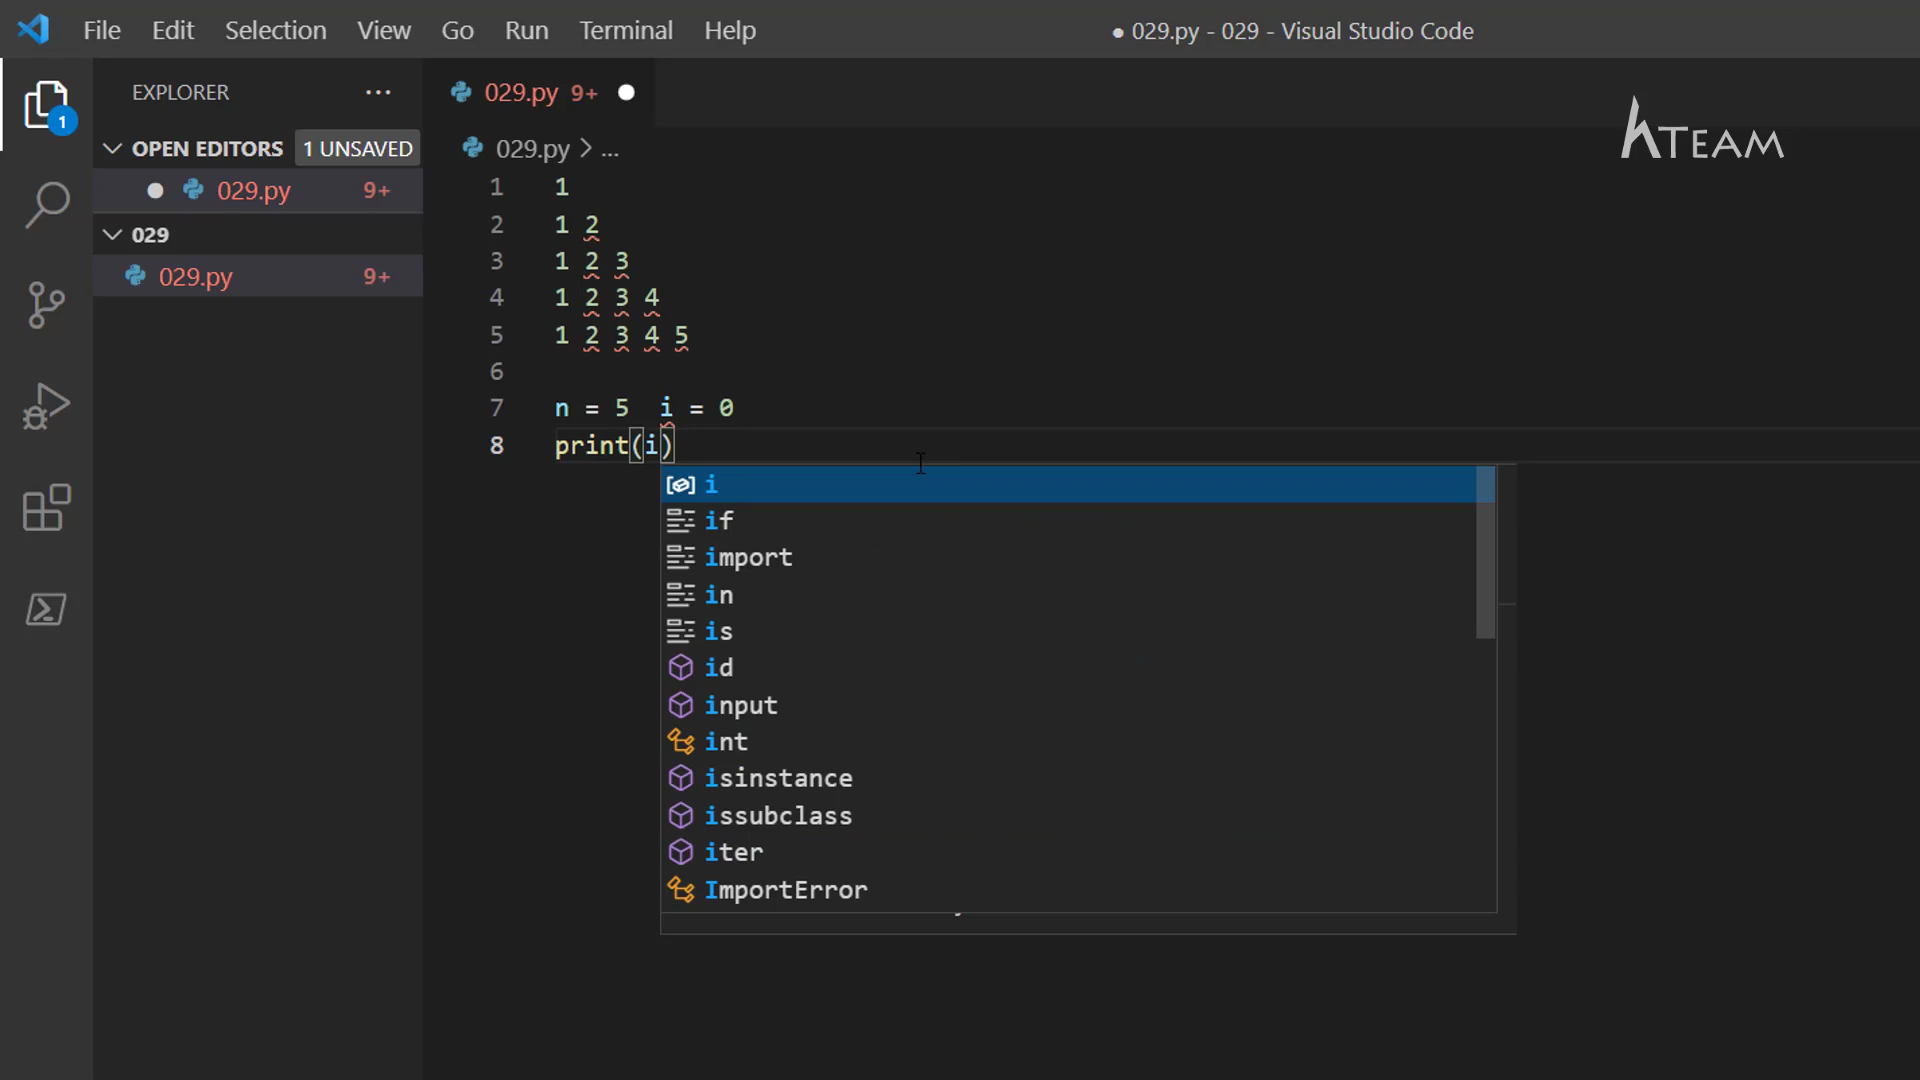 File Edit Selection View Go Run Terminal Help
● 029.py - 029 - Visual Studio Code
EXPLORER ...
029.py 9+
1
OPEN EDITORS 1 UNSAVED
029.py > ...
029.py 9+
029
029.py 9+
KTEAM
1 1
2 1 2
3 1 2 3
4 1 2 3 4
5 1 2 3 4 5
6
7 n = 5  i = 0
8 print(i)
i
if
import
in
is
id
input
int
isinstance
issubclass
iter
ImportError